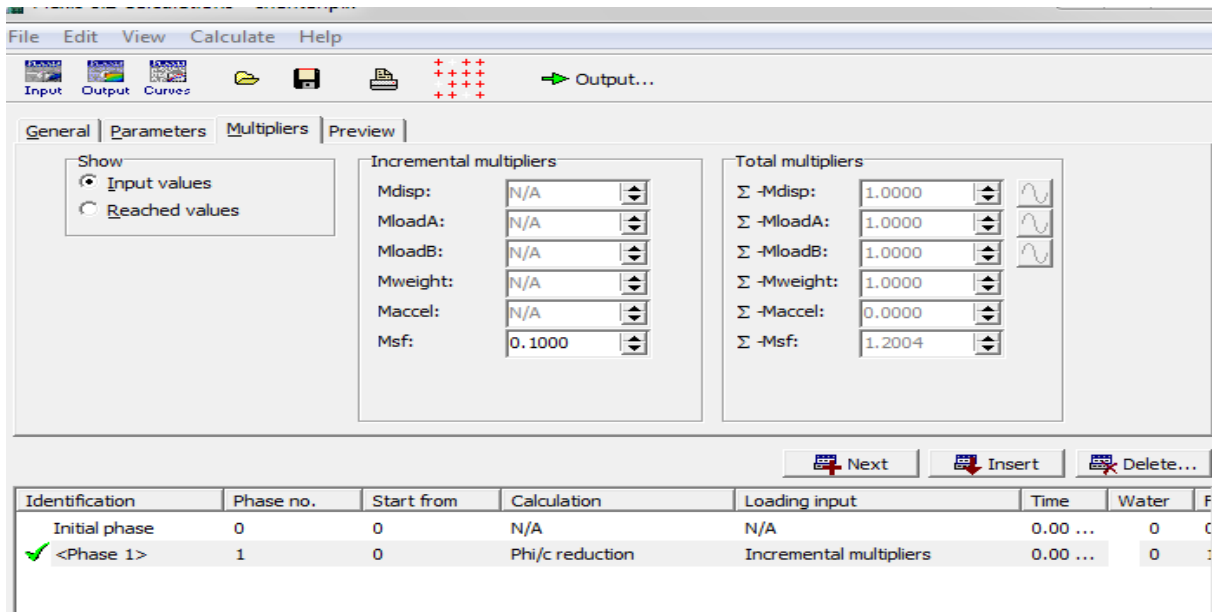 File Edit View Calculate Help
Input Output Curves Output...
General Parameters Multipliers Preview
Show
Input values
Reached values
Incremental multipliers
Mdisp: N/A
MloadA: N/A
MloadB: N/A
Mweight: N/A
Maccel: N/A
Msf: 0.1000
Total multipliers
Σ -Mdisp: 1.0000
Σ -MloadA: 1.0000
Σ -MloadB: 1.0000
Σ -Mweight: 1.0000
Σ -Maccel: 0.0000
Σ -Msf: 1.2004
Next Insert Delete...
Identification Phase no. Start from Calculation Loading input Time Water F
Initial phase 0 0 N/A N/A 0.00 ... 0
<Phase 1> 1 0 Phi/c reduction Incremental multipliers 0.00 ... 0